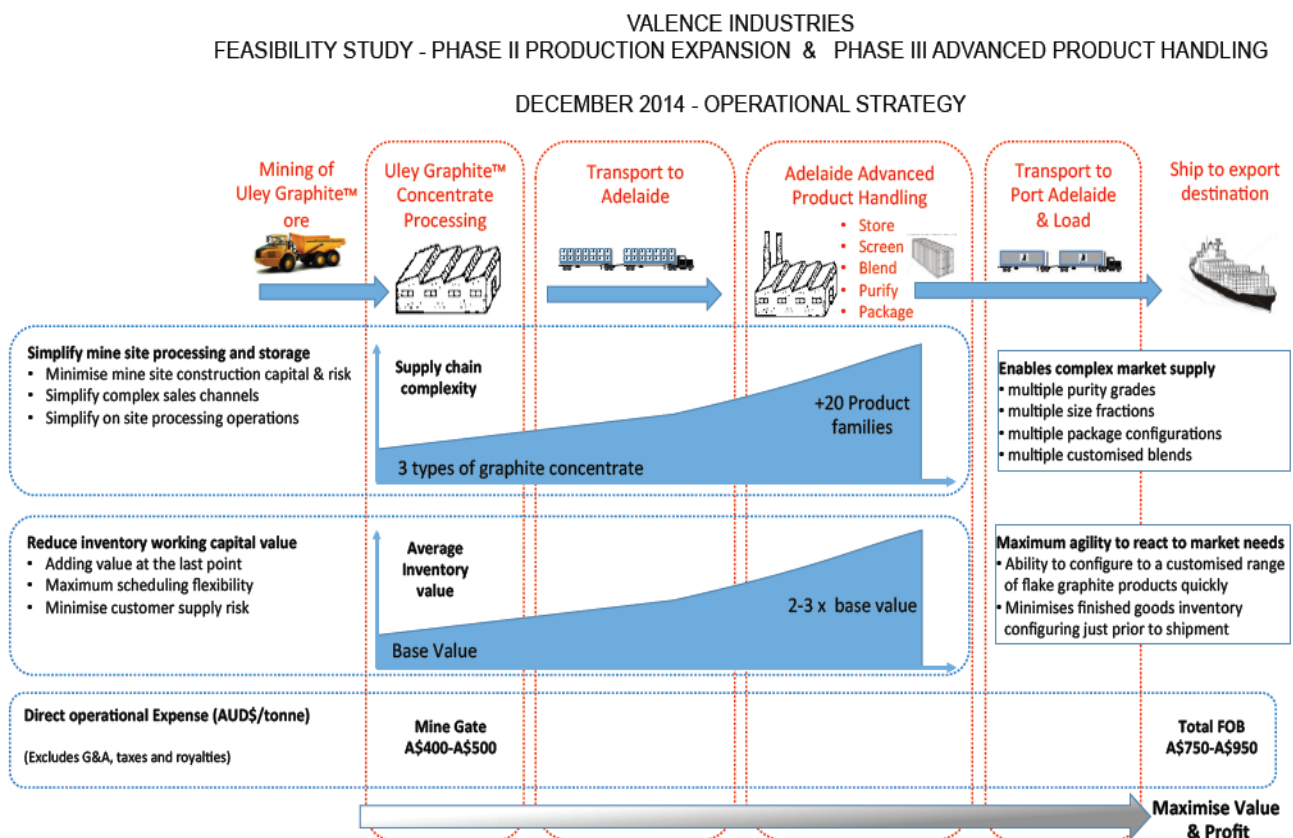 VALENCE INDUSTRIES
FEASIBILITY STUDY - PHASE II PRODUCTION EXPANSION & PHASE III ADVANCED PRODUCT HANDLING
DECEMBER 2014 - OPERATIONAL STRATEGY
Mining of
Uley Graphite™
ore
Uley Graphite™
Concentrate
Processing
Transport to
Adelaide
Adelaide Advanced
Product Handling
• Store
• Screen
• Blend
• Purify
• Package
Transport to
Port Adelaide
& Load
Ship to export
destination
Simplify mine site processing and storage
• Minimise mine site construction capital & risk
• Simplify complex sales channels
• Simplify on site processing operations
Supply chain
complexity
+20 Product
families
3 types of graphite concentrate
Enables complex market supply
• multiple purity grades
• multiple size fractions
• multiple package configurations
• multiple customised blends
Reduce inventory working capital value
• Adding value at the last point
• Maximum scheduling flexibility
• Minimise customer supply risk
Average
Inventory
value
2-3 x base value
Base Value
Maximum agility to react to market needs
• Ability to configure to a customised range
of flake graphite products quickly
• Minimises finished goods inventory
configuring just prior to shipment
Direct operational Expense (AUD$/tonne)
(Excludes G&A, taxes and royalties)
Mine Gate
A$400-A$500
Total FOB
A$750-A$950
Maximise Value
& Profit